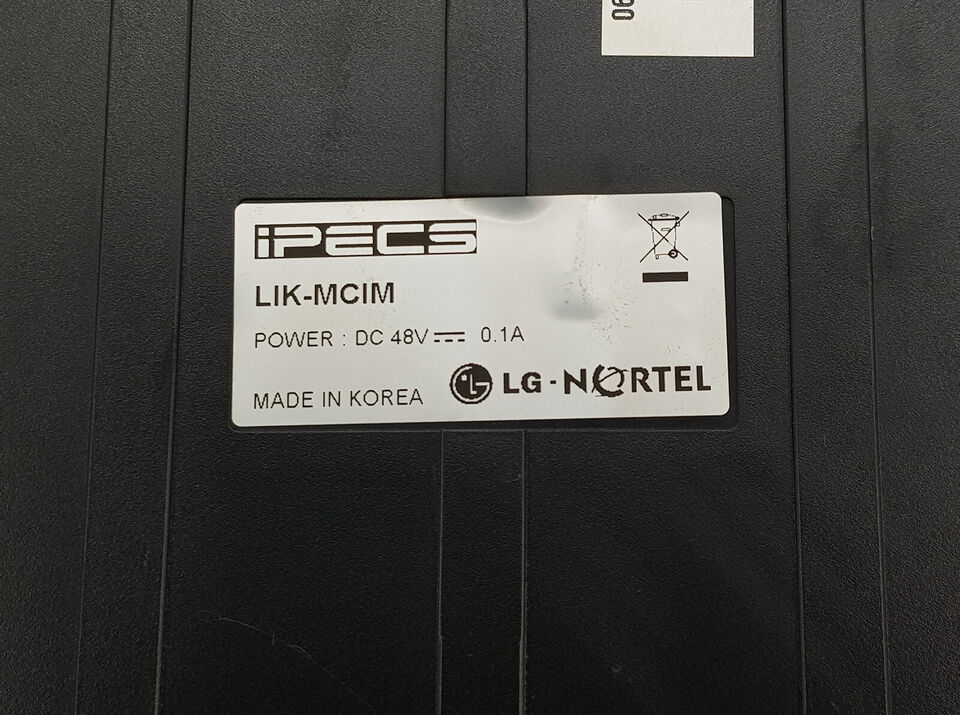 iPECS
LIK-MCIM
POWER : DC 48V⎓ 0.1A
MADE IN KOREA
LG-NORTEL